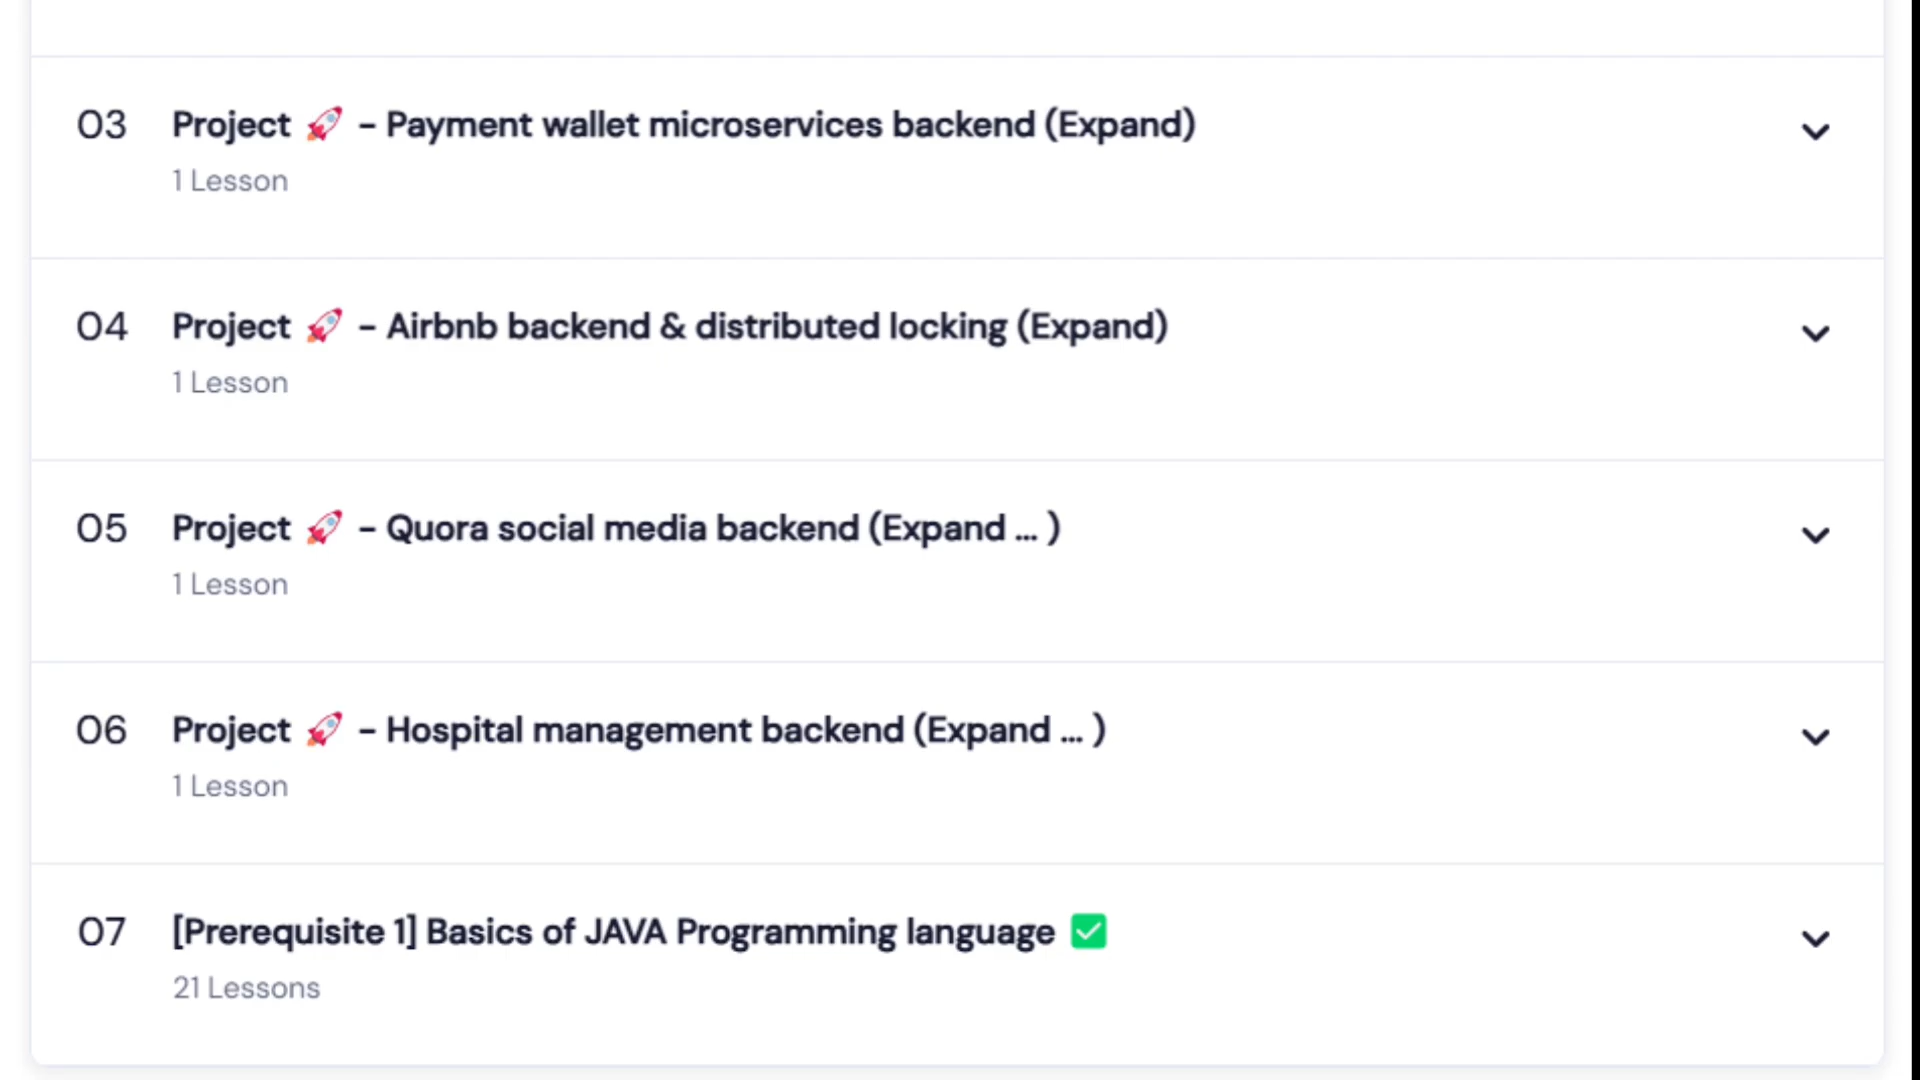 03 Project 🚀 - Payment wallet microservices backend (Expand)
1 Lesson
04 Project 🚀 - Airbnb backend & distributed locking (Expand)
1 Lesson
05 Project 🚀 - Quora social media backend (Expand ... )
1 Lesson
06 Project 🚀 - Hospital management backend (Expand ... )
1 Lesson
07 [Prerequisite 1] Basics of JAVA Programming language ✅
21 Lessons